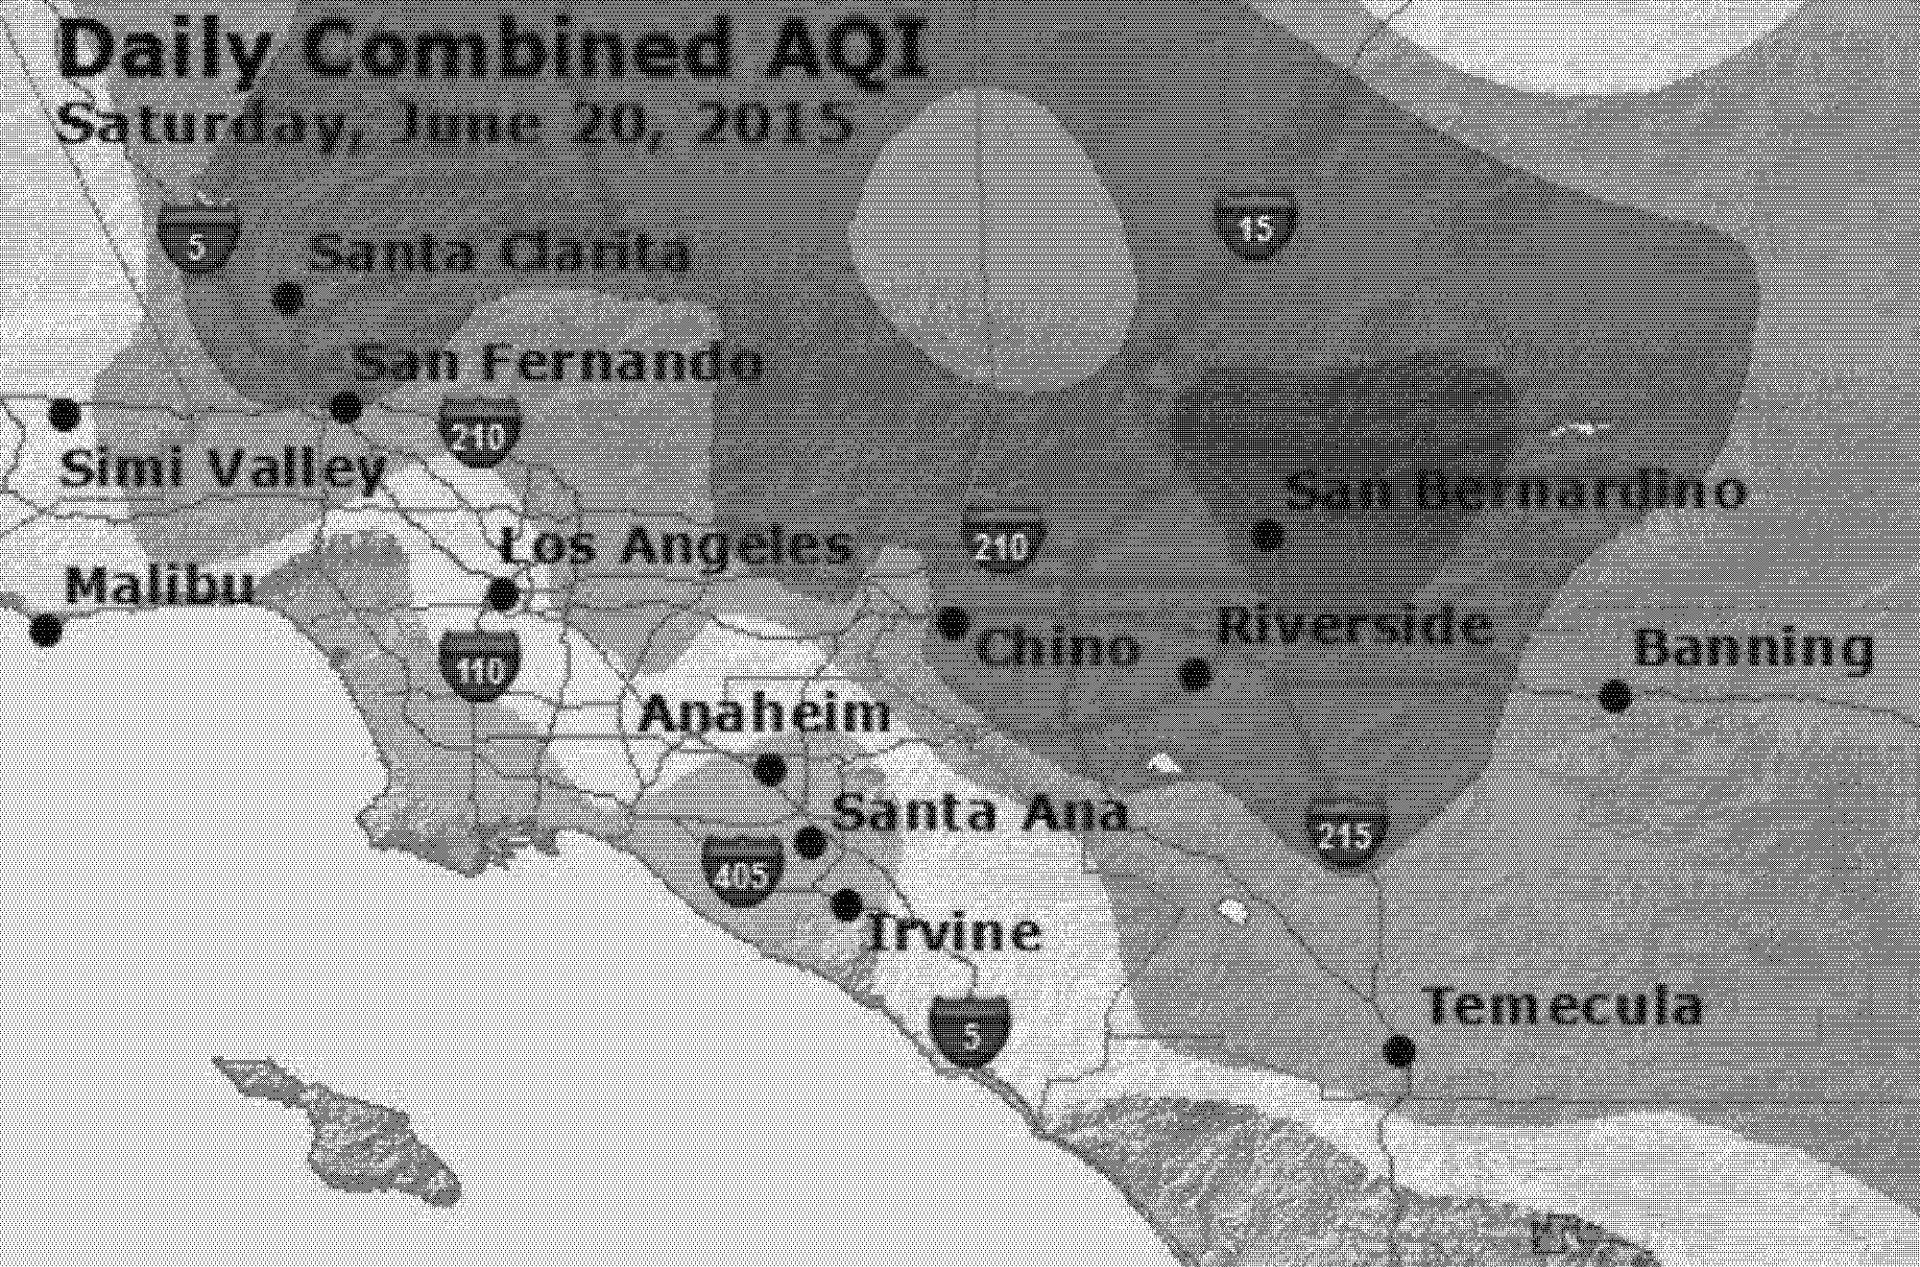 Daily Combined AQI
Saturday, June 20, 2015
5
15
Santa Clarita
San Fernando
210
Simi Valley
San Bernardino
Los Angeles
210
Malibu
Riverside
Chino
Banning
110
Anaheim
Santa Ana
215
405
Irvine
Temecula
5